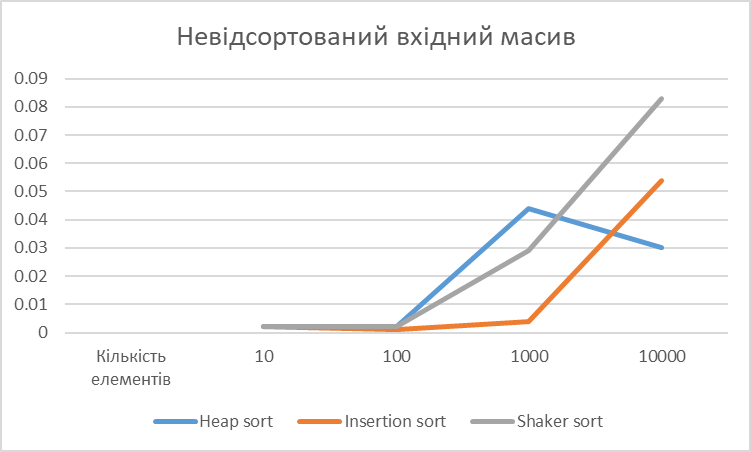 Невідсортований вхідний масив
0.09
0.08
0.07
0.06
0.05
0.04
0.03
0.02
0.01
0
Кількість елементів
10
100
1000
10000
Heap sort
Insertion sort
Shaker sort